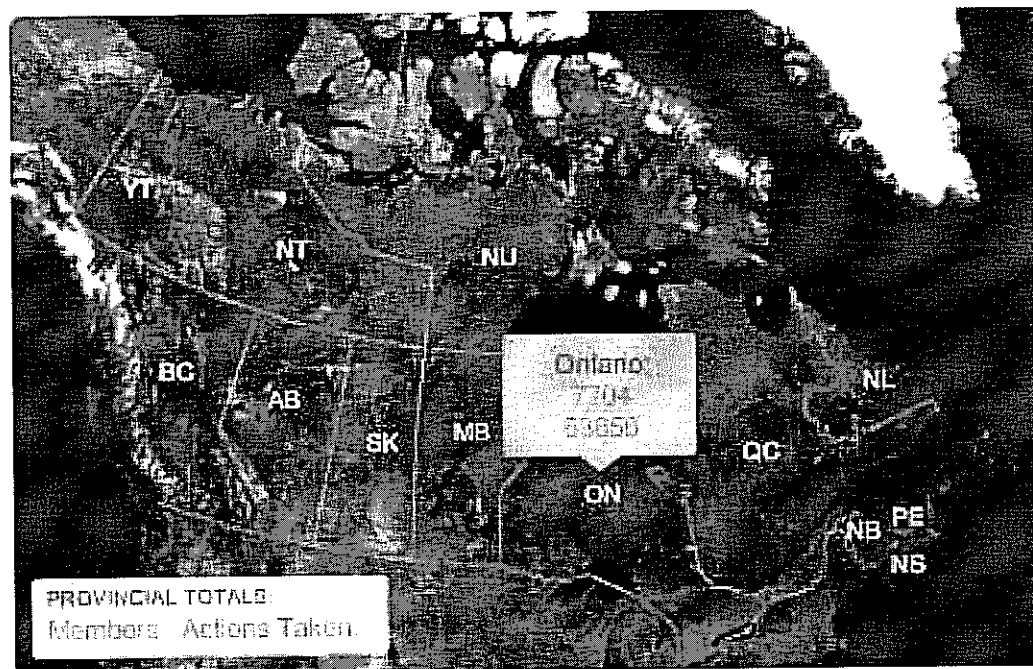 YT
NT
NU
BC
AB
SK
MB
Ontario
7704
ON
QC
NL
NB
PE
NS
PROVINCIAL TOTALS:
Members Actions Taken